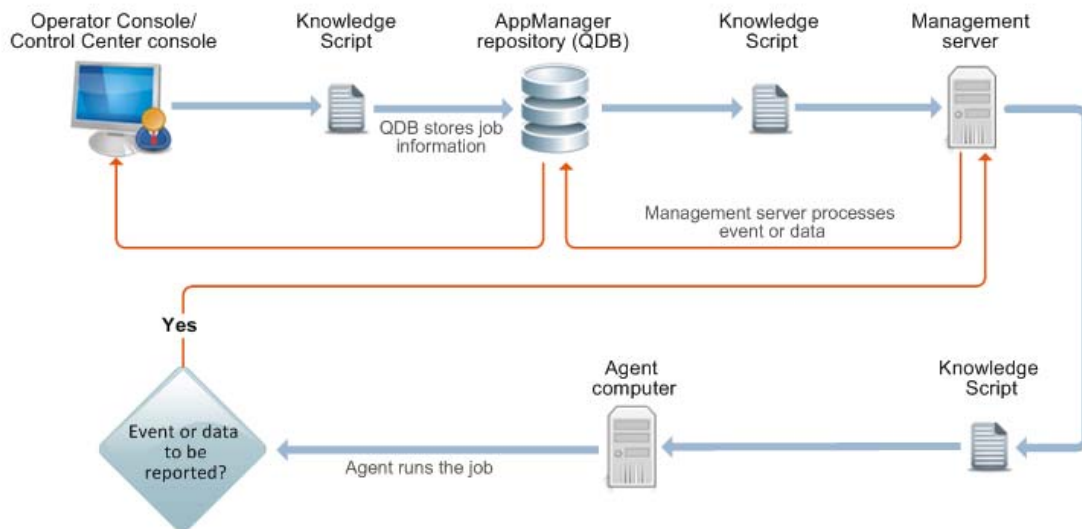 Operator Console/
Control Center console
Knowledge
Script
AppManager
repository (QDB)
Knowledge
Script
Management
server
QDB stores job
information
Management server processes
event or data
Yes
Agent
computer
Knowledge
Script
Event or data
to be
reported?
Agent runs the job